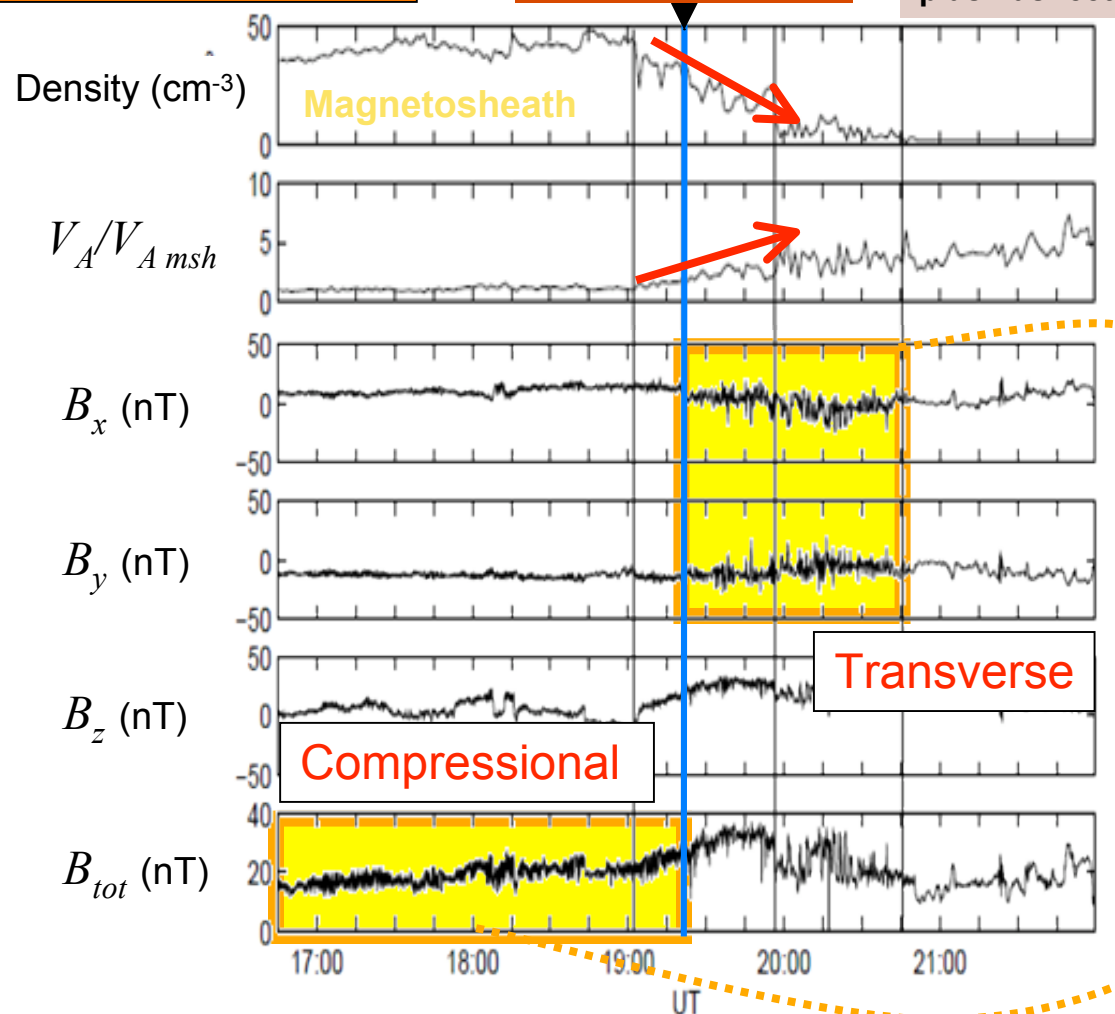 50
Density (cm-3)
Magnetosheath
0
10
VA/VA msh
5
0
50
Bx (nT)
0
−50
50
By (nT)
0
−50
50
Bz (nT)
0
Transverse
−50
Compressional
40
Btot (nT)
20
0
17:00 18:00 19:00 20:00 21:00
UT